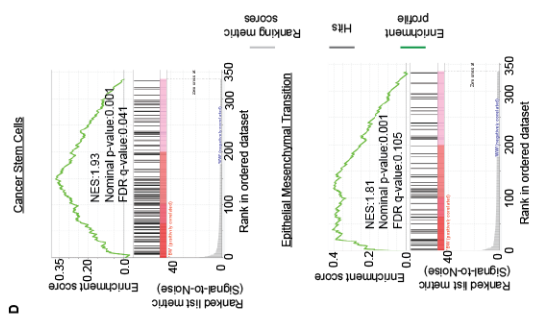 D
Cancer Stem Cells
Enrichment score
0.35
0.20
0.0
NES:1.93
Nominal p-value:0.001
FDR q-value:0.041
Ranked list metric
(Signal-to-Noise)
40
0
Zero across at
0
100
200
300
350
Rank in ordered dataset
Epithelial Mesenchymal Transition
Enrichment score
0.4
0.2
0.0
NES:1.81
Nominal p-value:0.001
FDR q-value:0.105
Ranked list metric
(Signal-to-Noise)
40
0
0
100
200
300
350
Rank in ordered dataset
Enrichment
profile
Hits
Ranking metric
scores